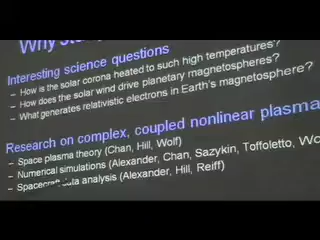 Why
Interesting science questions
– How is the solar corona heated to such high temperatures?
– How does the solar wind drive planetary magnetospheres?
– What generates relativistic electrons in Earth's magnetosphere?
Research on complex, coupled nonlinear plasma
– Space plasma theory (Chan, Hill, Wolf)
– Numerical simulations (Alexander, Chan, Sazykin, Toffoletto,
– Spacecraft data analysis (Alexander, Hill, Reiff)